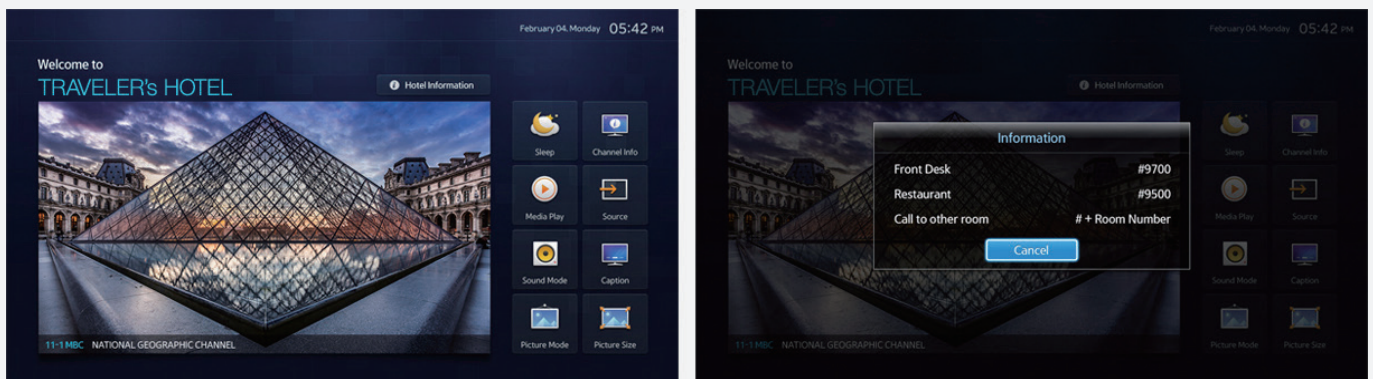 February 04. Monday 05:42 PM
Welcome to
TRAVELER's HOTEL
Hotel Information
Sleep
Channel Info
Media Play
Source
Sound Mode
Caption
Picture Mode
Picture Size
11-1 MBC NATIONAL GEOGRAPHIC CHANNEL
February 04. Monday 05:42 PM
Welcome to
TRAVELER's HOTEL
Hotel Information
Information
Front Desk #9700
Restaurant #9500
Call to other room # + Room Number
Cancel
Sleep
Channel Info
Media Play
Source
Sound Mode
Caption
Picture Mode
Picture Size
11-1 MBC NATIONAL GEOGRAPHIC CHANNEL